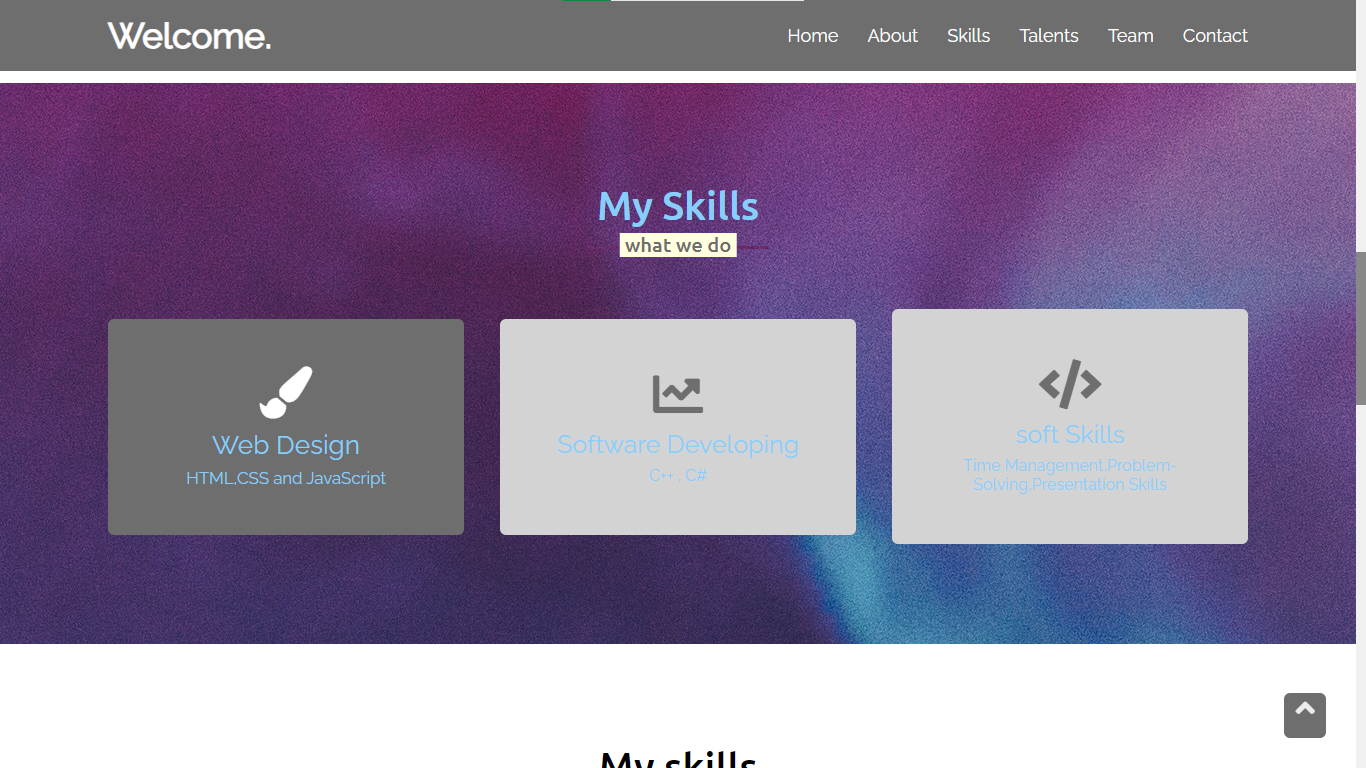 Welcome.
Home About Skills Talents Team Contact
My Skills
what we do
Web Design
HTML,CSS and JavaScript
Software Developing
C++ , C#
soft Skills
Time Management,Problem-
Solving,Presentation Skills
My skills